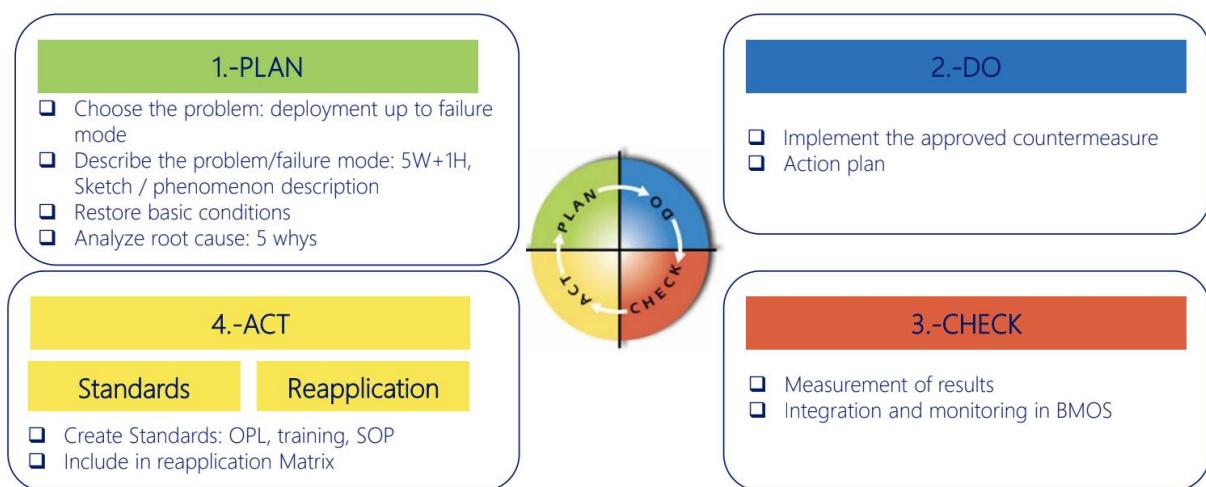 1.-PLAN
Choose the problem: deployment up to failure
mode
Describe the problem/failure mode: 5W+1H,
Sketch / phenomenon description
Restore basic conditions
Analyze root cause: 5 whys
2.-DO
Implement the approved countermeasure
Action plan
PLAN
DO
CHECK
ACT
4.-ACT
Standards
Reapplication
Create Standards: OPL, training, SOP
Include in reapplication Matrix
3.-CHECK
Measurement of results
Integration and monitoring in BMOS